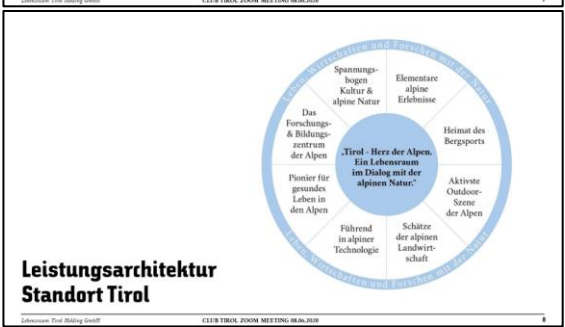 Lebensraum Tirol Holding GmbH
CLUB TIROL ZOOM MEETING 08.06.2020
Leben, Wirtschaften und Forschen mit der Natur
Spannungs-
bogen
Kultur &
alpine Natur
Elementare
alpine
Erlebnisse
Heimat des
Bergsports
Aktivste
Outdoor-
Szene
der Alpen
Schätze
der alpinen
Landwirt-
schaft
Führend
in alpiner
Technologie
Pionier für
gesundes
Leben in
den Alpen
Das
Forschungs-
& Bildungs-
zentrum
der Alpen
„Tirol - Herz der Alpen.
Ein Lebensraum
im Dialog mit der
alpinen Natur."
Leben, Wirtschaften und Forschen mit der Natur
Leistungsarchitektur
Standort Tirol
Lebensraum Tirol Holding GmbH
CLUB TIROL ZOOM MEETING 08.06.2020
8